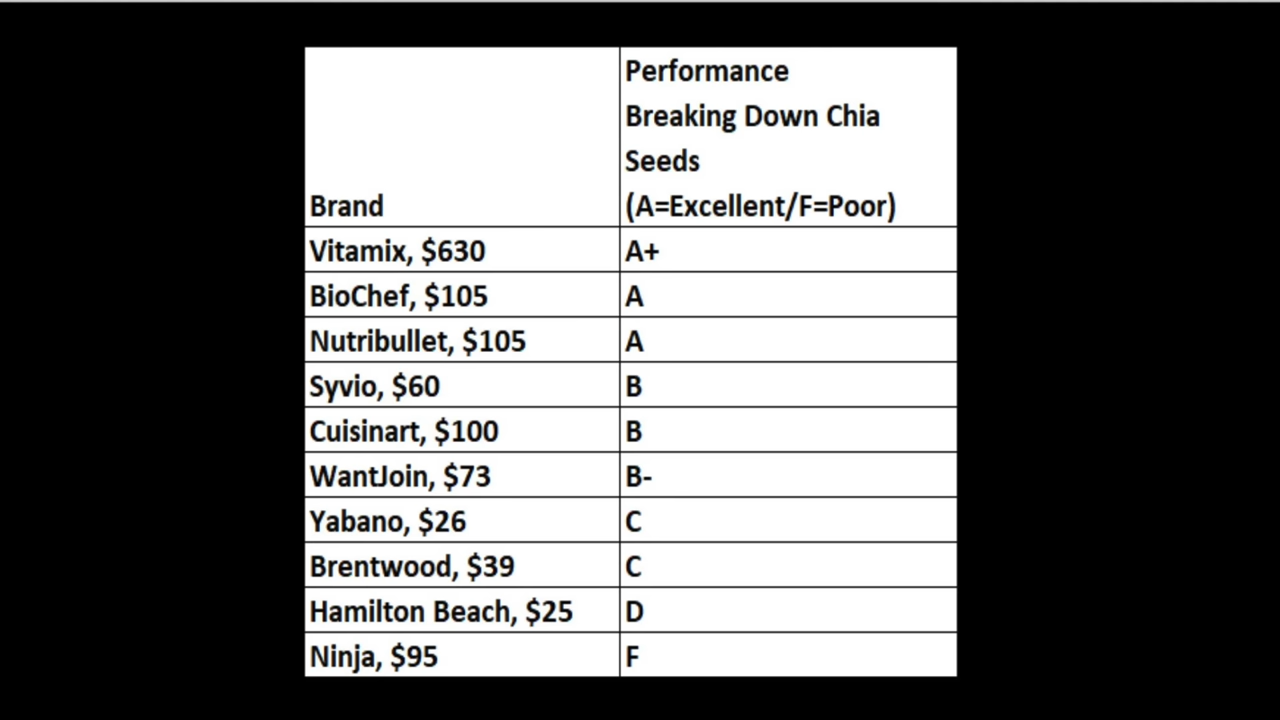 Performance
Breaking Down Chia
Seeds
Brand
(A=Excellent/F=Poor)
Vitamix, $630
A+
BioChef, $105
A
Nutribullet, $105
A
Syvio, $60
B
Cuisinart, $100
B
WantJoin, $73
B-
Yabano, $26
C
Brentwood, $39
C
Hamilton Beach, $25
D
Ninja, $95
F